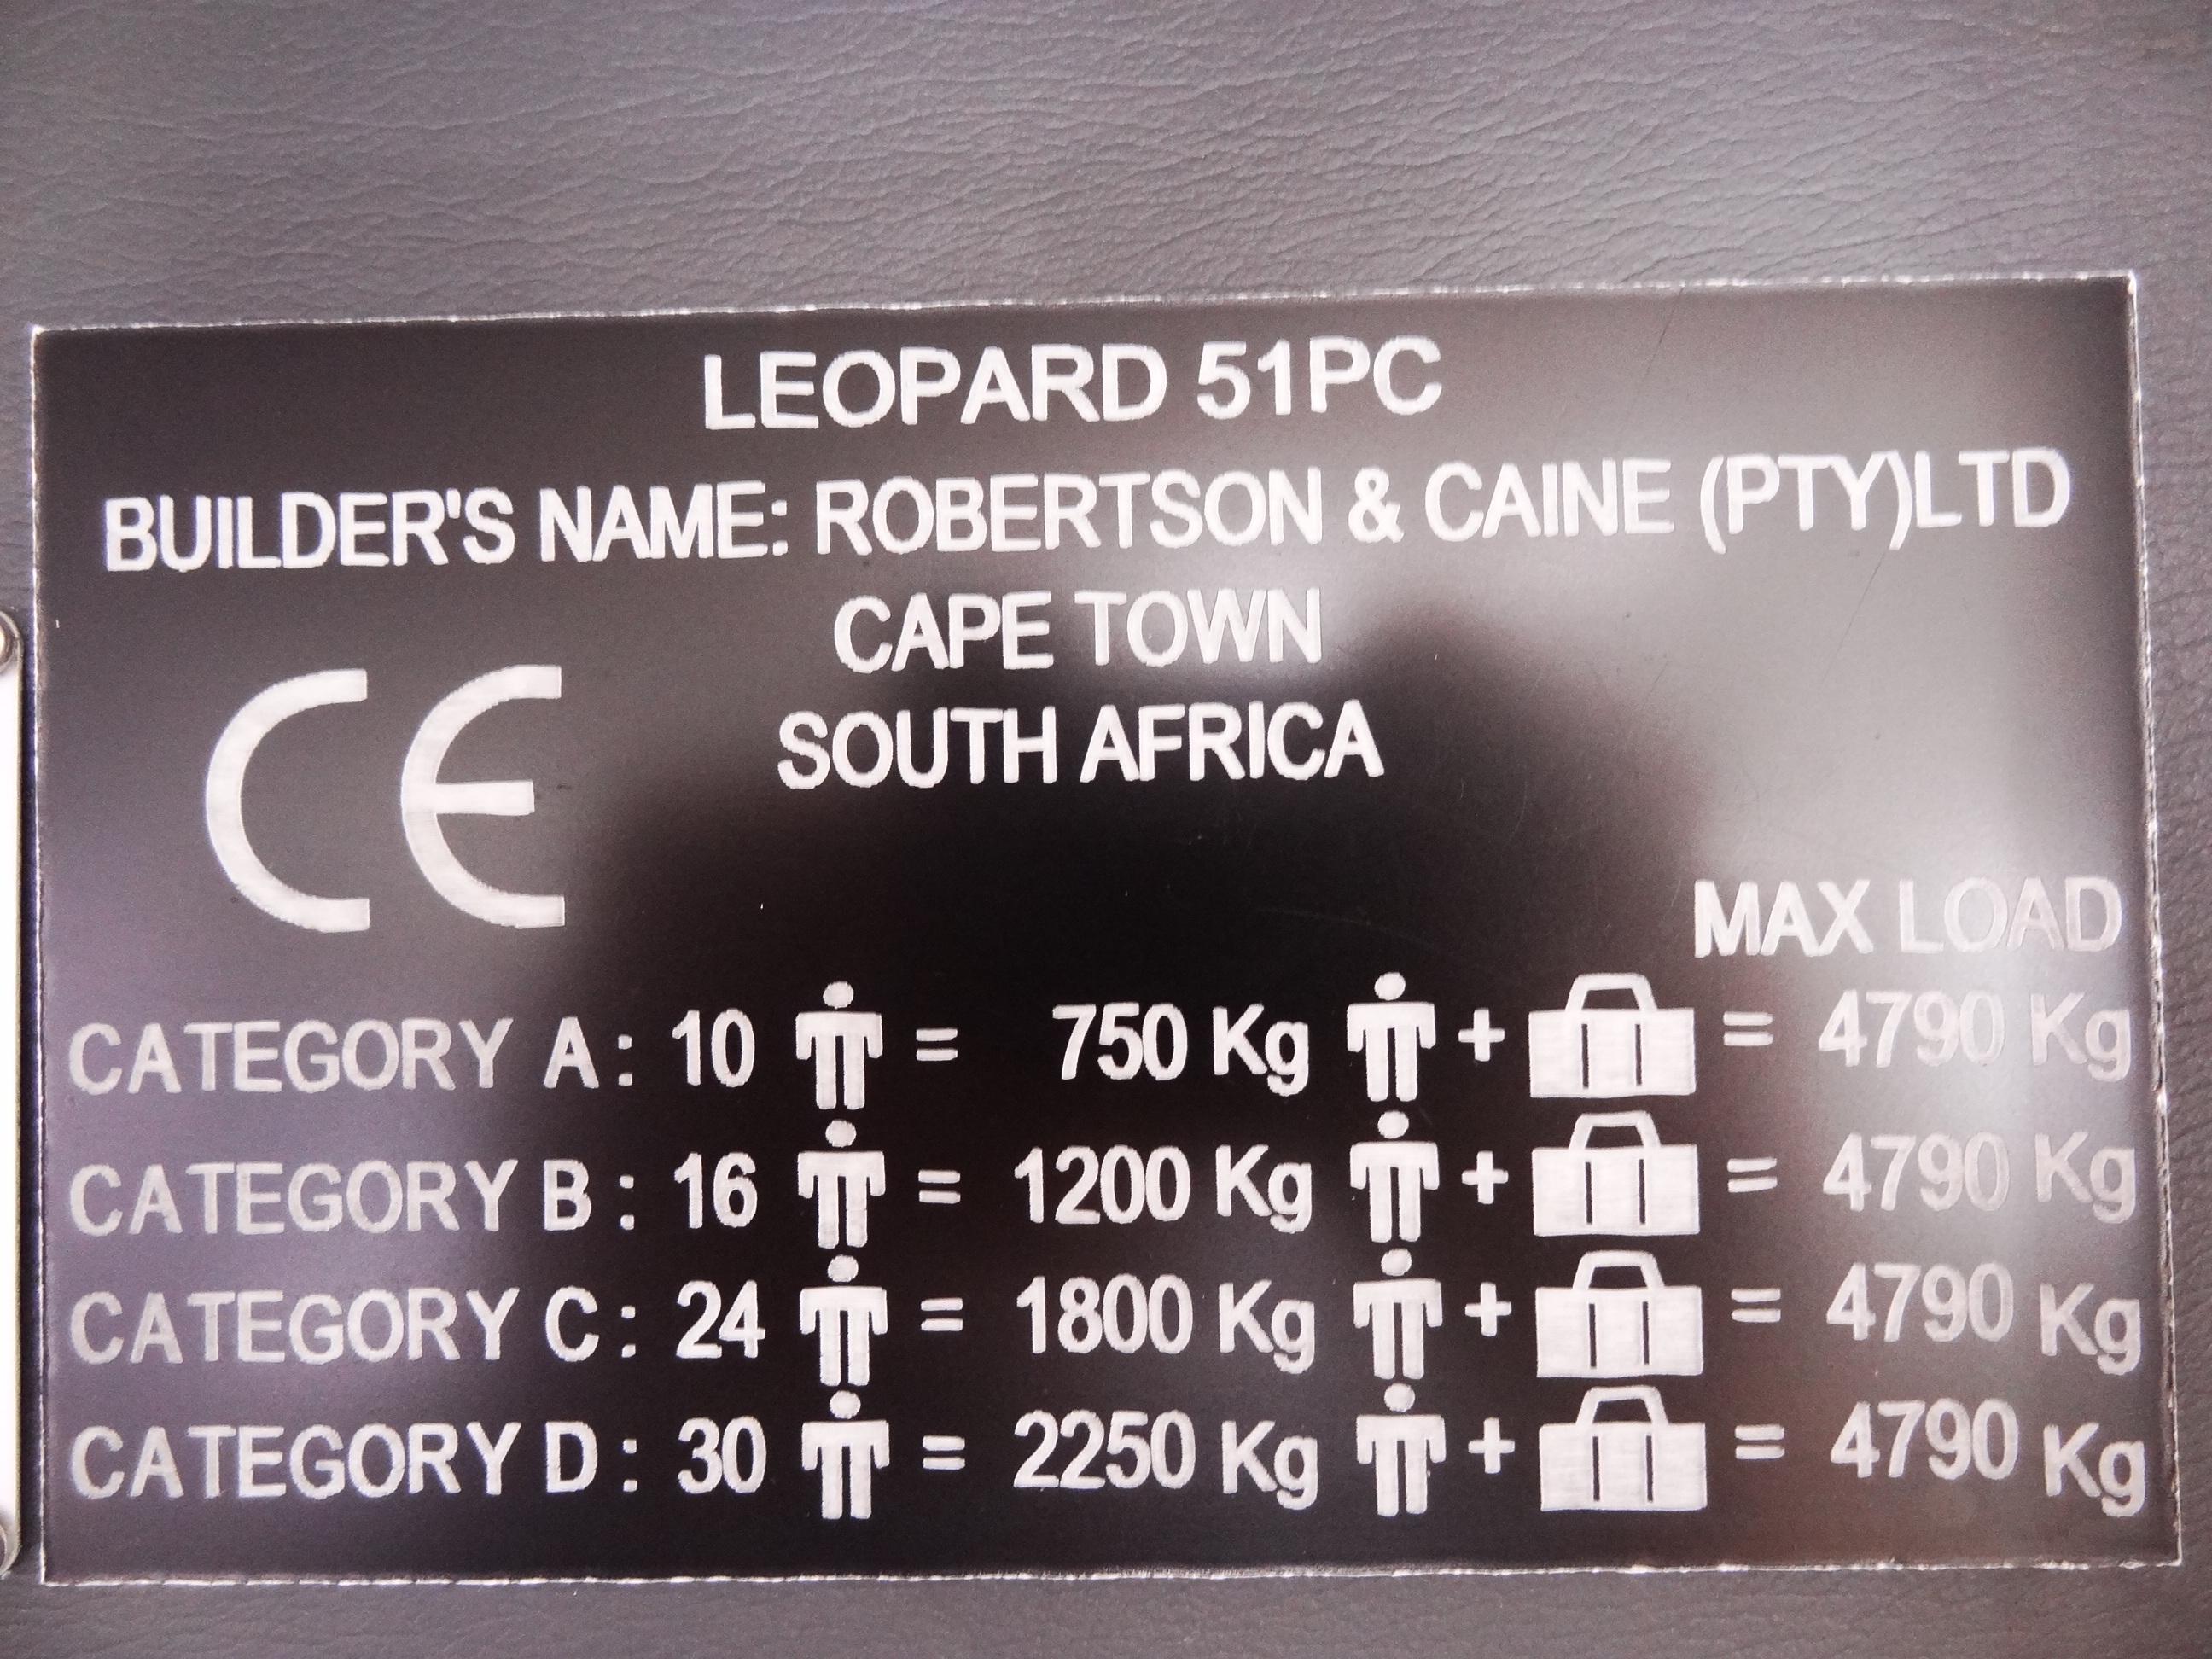 LEOPARD 51PC
BUILDER'S NAME: ROBERTSON & CAINE (PTY)LTD
CAPE TOWN
SOUTH AFRICA
CE
MAX LOAD
CATEGORY A: 10 = 750 Kg + = 4790 Kg
CATEGORY B: 16 = 1200 Kg + = 4790 Kg
CATEGORY C: 24 = 1800 Kg + = 4790 Kg
CATEGORY D: 30 = 2250 Kg + = 4790 Kg